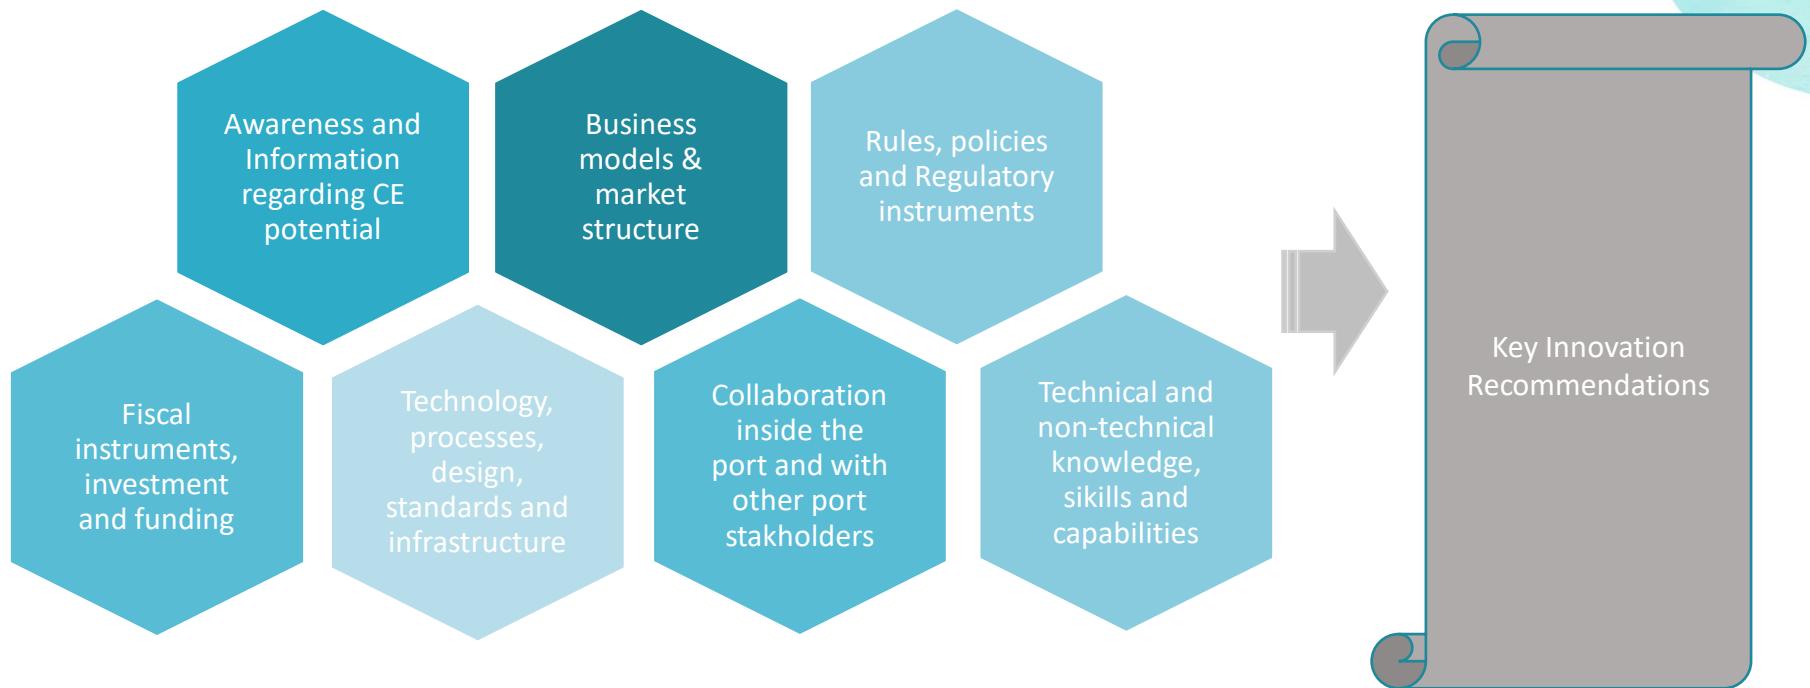 Awareness and
Information
regarding CE
potential
Business
models &
market
structure
Rules, policies
and Regulatory
instruments
Fiscal
instruments,
investment
and funding
Technology,
processes,
design,
standards and
infrastructure
Collaboration
inside the
port and with
other port
stakholders
Technical and
non-technical
knowledge,
sikills and
capabilities
Key Innovation
Recommendations